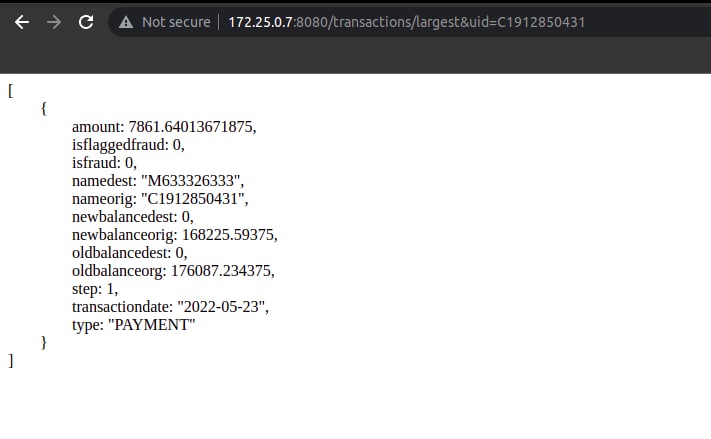 Not secure | 172.25.0.7:8080/transactions/largest&uid=C1912850431
[
{
amount: 7861.64013671875,
isflaggedfraud: 0,
isfraud: 0,
namedest: "M633326333",
nameorig: "C1912850431",
newbalancedest: 0,
newbalanceorig: 168225.59375,
oldbalancedest: 0,
oldbalanceorg: 176087.234375,
step: 1,
transactiondate: "2022-05-23",
type: "PAYMENT"
}
]